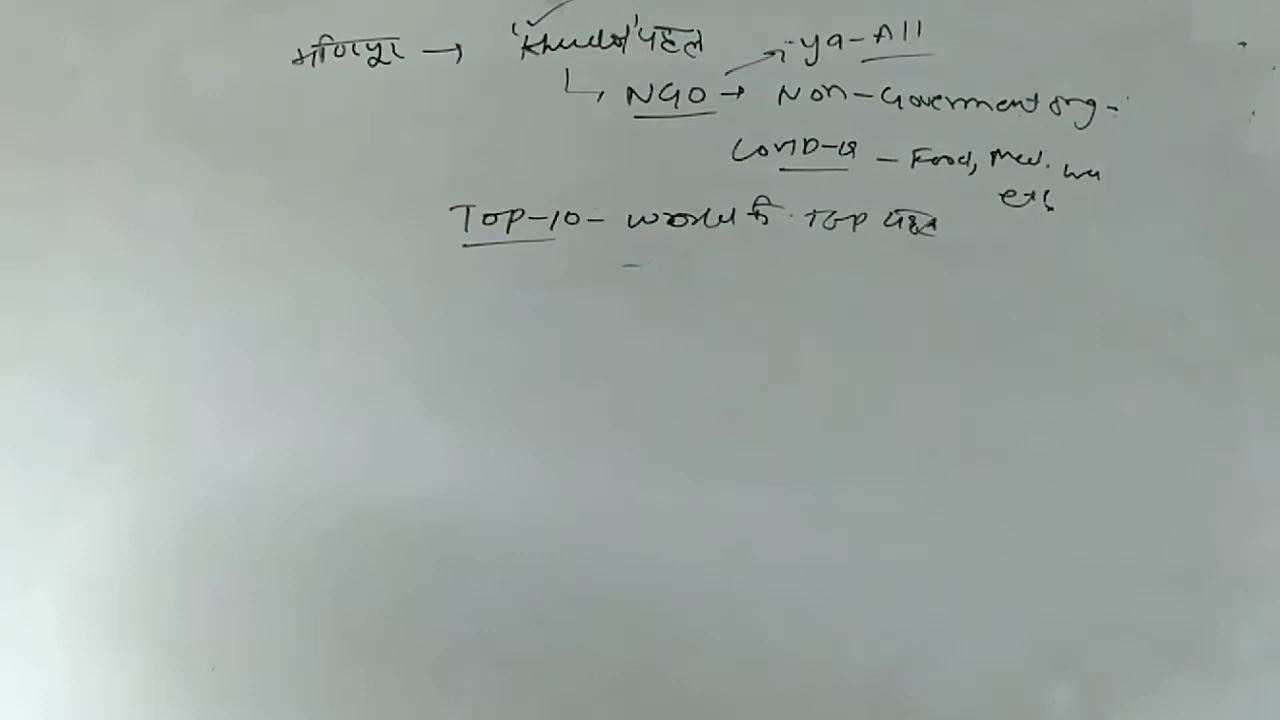 मणिपुर → 'Khudol' पहल
↳ NGO → Non-Government org-
→ ya-All
COVID-19 - Food, Med.
etc
TOP-10- World की TOP पहल